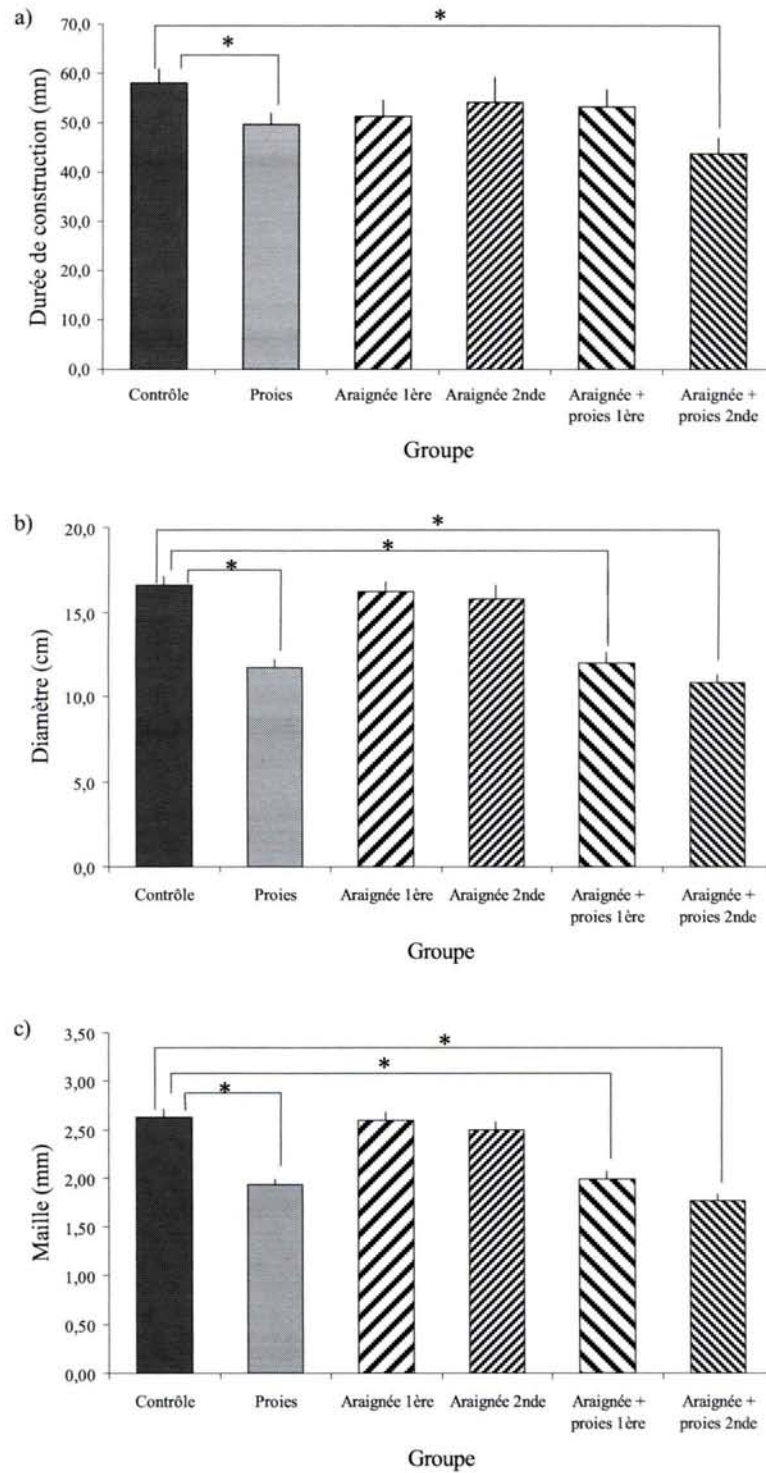 a)
70,0
60,0
50,0
40,0
30,0
20,0
10,0
0,0
Durée de construction (mn)
*
*
Contrôle
Proies
Araignée 1ère
Araignée 2nde
Araignée +
proies 1ère
Araignée +
proies 2nde
Groupe
b)
20,0
15,0
10,0
5,0
0,0
Diamètre (cm)
*
*
*
Contrôle
Proies
Araignée 1ère
Araignée 2nde
Araignée +
proies 1ère
Araignée +
proies 2nde
Groupe
c)
3,50
3,00
2,50
2,00
1,50
1,00
0,50
0,00
Maille (mm)
*
*
*
Contrôle
Proies
Araignée 1ère
Araignée 2nde
Araignée +
proies 1ère
Araignée +
proies 2nde
Groupe